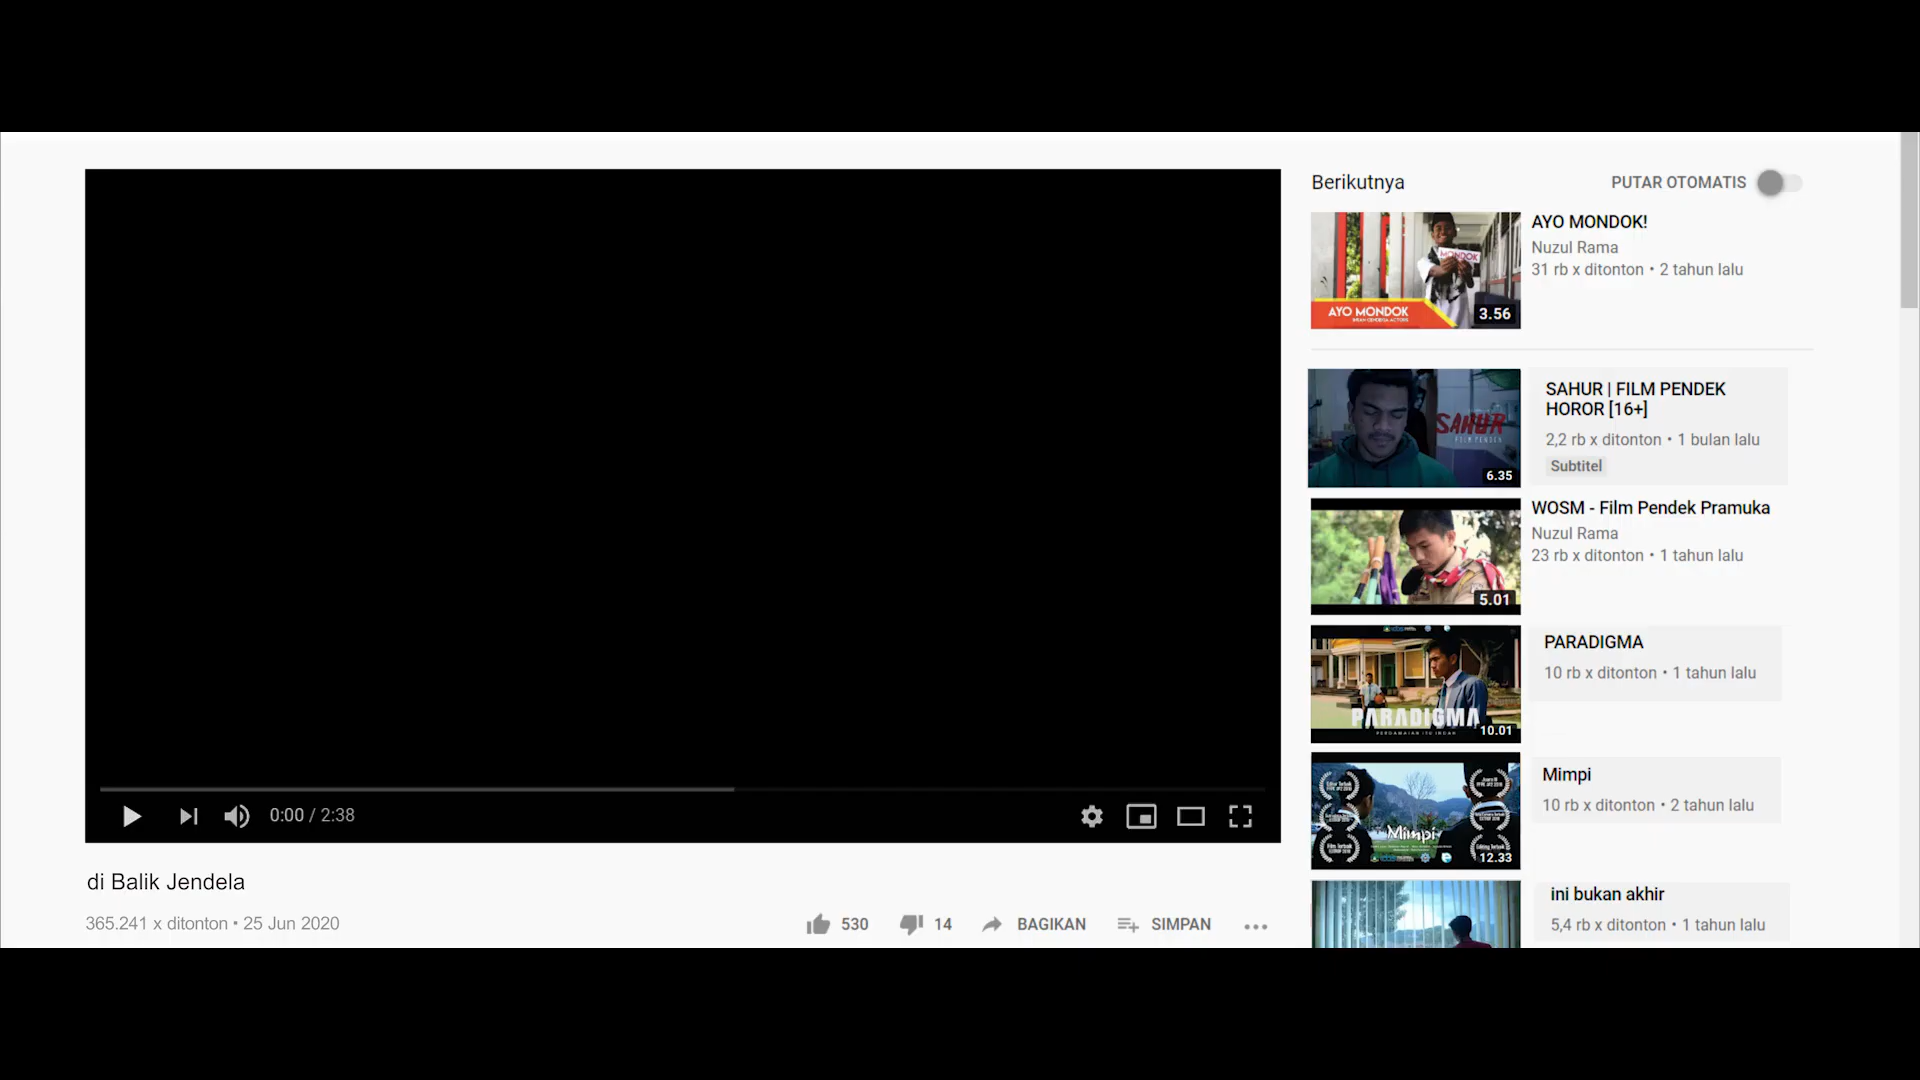 Berikutnya
PUTAR OTOMATIS
MONDOK
AYO MONDOK
3.56
AYO MONDOK!
Nuzul Rama
31 rb x ditonton • 2 tahun lalu
SAHUR
FILM PENDEK
6.35
SAHUR | FILM PENDEK
HOROR [16+]
2,2 rb x ditonton • 1 bulan lalu
Subtitel
5.01
WOSM - Film Pendek Pramuka
Nuzul Rama
23 rb x ditonton • 1 tahun lalu
PARADIGMA
10.01
PARADIGMA
10 rb x ditonton • 1 tahun lalu
Mimpi
12.33
Mimpi
10 rb x ditonton • 2 tahun lalu
ini bukan akhir
5,4 rb x ditonton • 1 tahun lalu
0:00 / 2:38
di Balik Jendela
365.241 x ditonton • 25 Jun 2020
530
14
BAGIKAN
SIMPAN